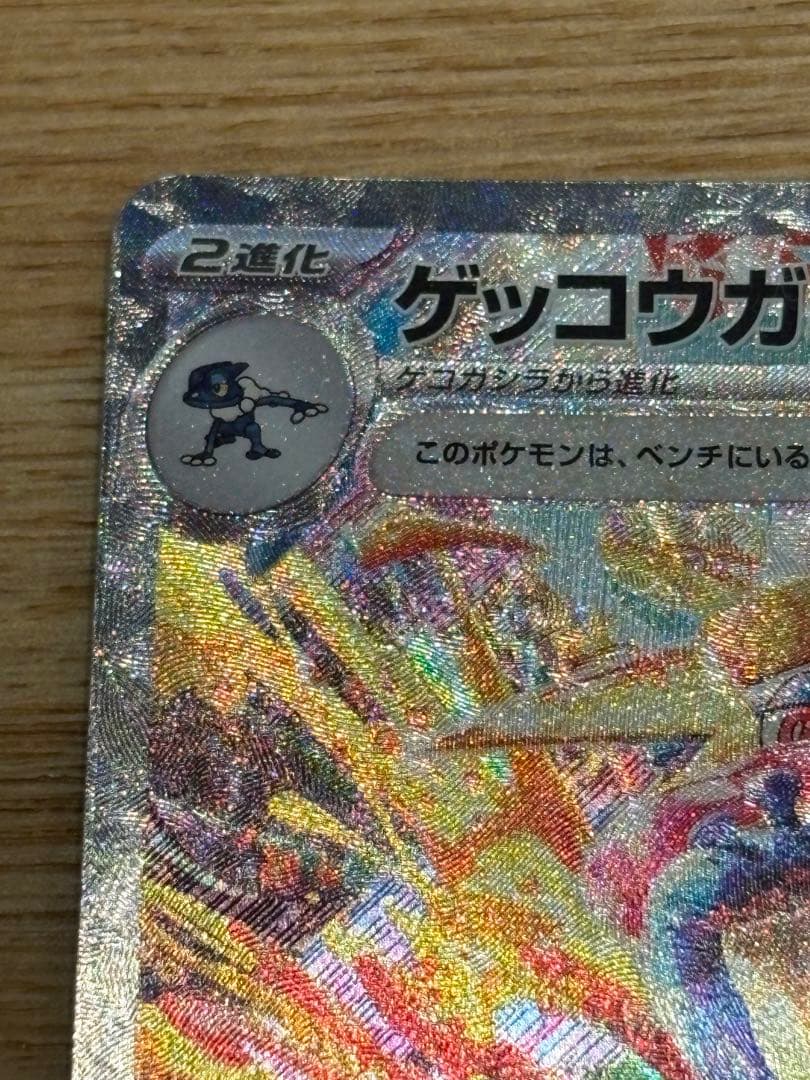 2進化
ゲッコウガ
ゲコガシラから進化
このポケモンは、ベンチにいる